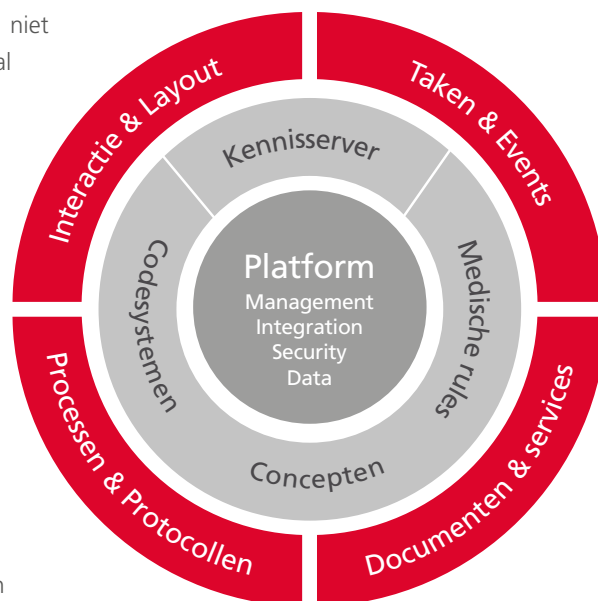 niet
al
Interactie & Layout
Taken & Events
Kennisserver
Codesystemen
Medische rules
Platform
Management
Integration
Security
Data
Concepten
Processen & Protocollen
Documenten & services